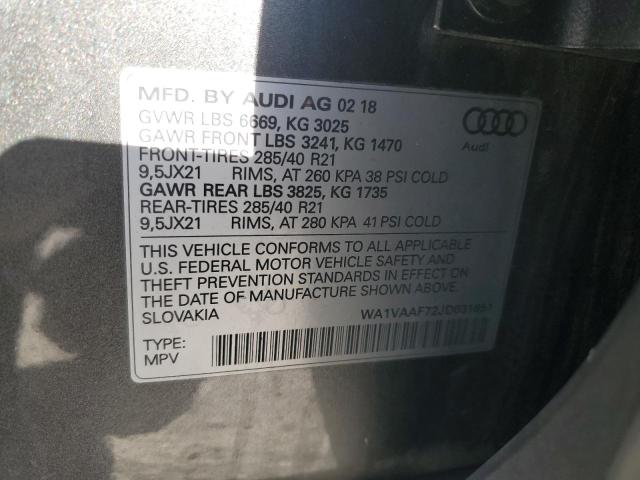 MFD. BY AUDI AG 02 18
GVWR LBS 6669, KG 3025
GAWR FRONT LBS 3241, KG 1470
FRONT-TIRES 285/40 R21
9,5JX21 RIMS, AT 260 KPA 38 PSI COLD
GAWR REAR LBS 3825, KG 1735
REAR-TIRES 285/40 R21
9,5JX21 RIMS, AT 280 KPA 41 PSI COLD
THIS VEHICLE CONFORMS TO ALL APPLICABLE
U.S. FEDERAL MOTOR VEHICLE SAFETY AND
THEFT PREVENTION STANDARDS IN EFFECT ON
THE DATE OF MANUFACTURE SHOWN ABOVE.
SLOVAKIA
TYPE:
MPV
Audi